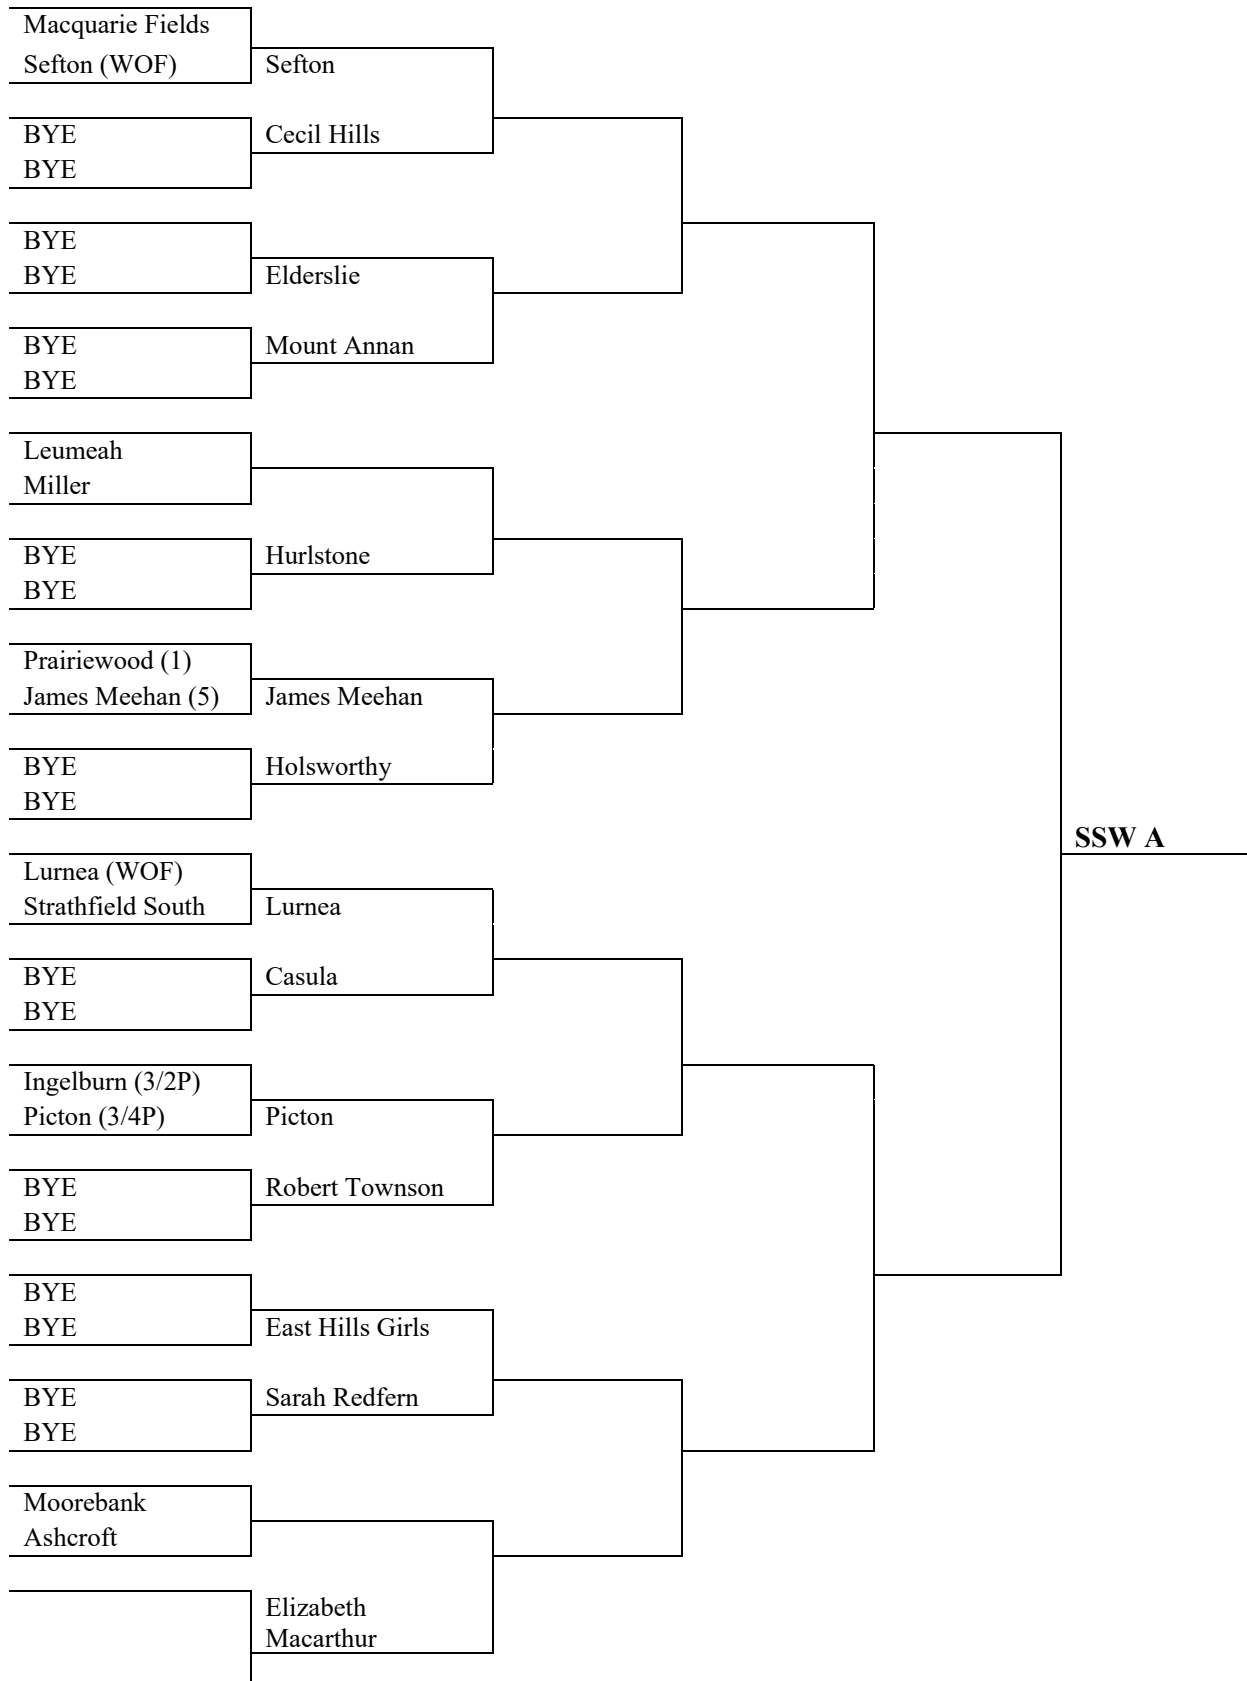 Macquarie Fields
Sefton (WOF)
Sefton
BYE
Cecil Hills
BYE
BYE
BYE
Elderslie
BYE
Mount Annan
BYE
Leumeah
Miller
BYE
Hurlstone
BYE
Prairiewood (1)
James Meehan (5)
James Meehan
BYE
Holsworthy
BYE
SSW A
Lurnea (WOF)
Strathfield South
Lurnea
BYE
Casula
BYE
Ingelburn (3/2P)
Picton (3/4P)
Picton
BYE
Robert Townson
BYE
BYE
BYE
East Hills Girls
BYE
Sarah Redfern
BYE
Moorebank
Ashcroft
Elizabeth
Macarthur